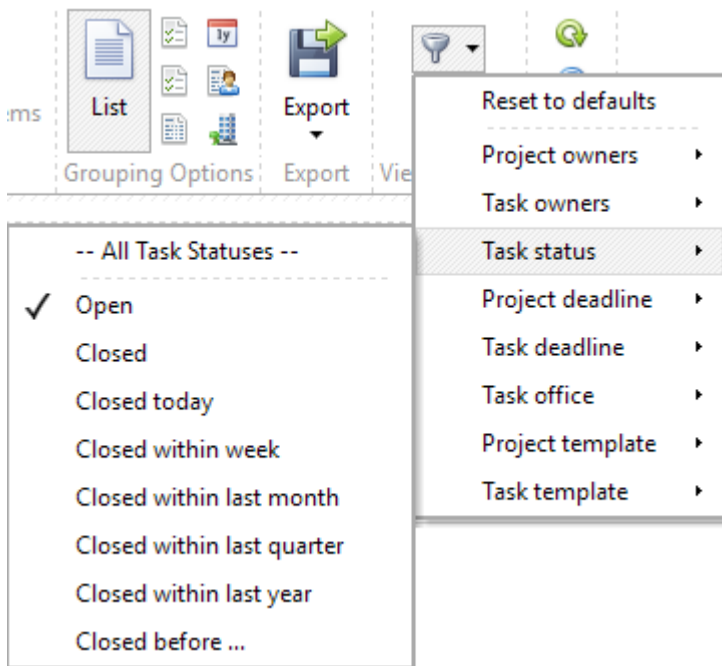 ems
List
1y
Export
Grouping Options
Export
Vie
Reset to defaults
Project owners
Task owners
Task status
Project deadline
Task deadline
Task office
Project template
Task template
-- All Task Statuses --
Open
Closed
Closed today
Closed within week
Closed within last month
Closed within last quarter
Closed within last year
Closed before ...